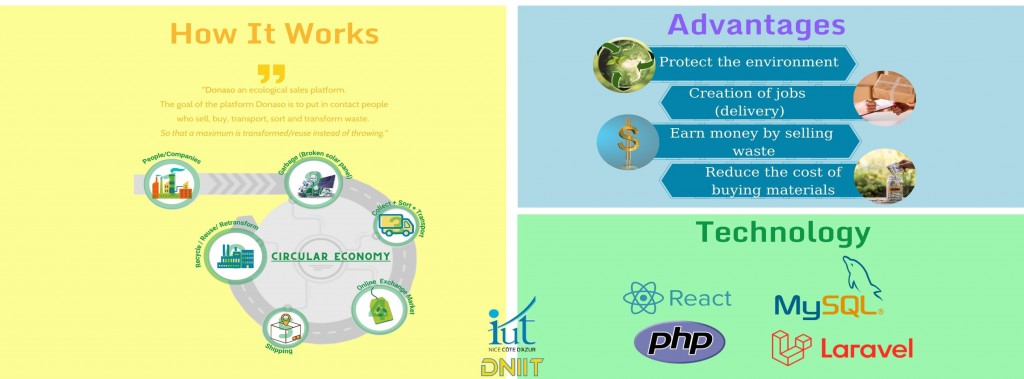 How It Works
"Donaso an ecological sales platform.
The goal of the platform Donaso is to put in contact people
who sell, buy, transport, sort and transform waste.
So that a maximum is transformed/reuse instead of throwing."
People/Companies
Garbage (Broken solar panel)
Collect + Sort + Transport
Online Exchange Market
Shipping
Recycle / Reuse/ Retransform
CIRCULAR ECONOMY
iut
NICE CÔTE D'AZUR
DNIIT
Advantages
Protect the environment
Creation of jobs
(delivery)
Earn money by selling
waste
Reduce the cost of
buying materials
Technology
React
MySQL®
php
Laravel